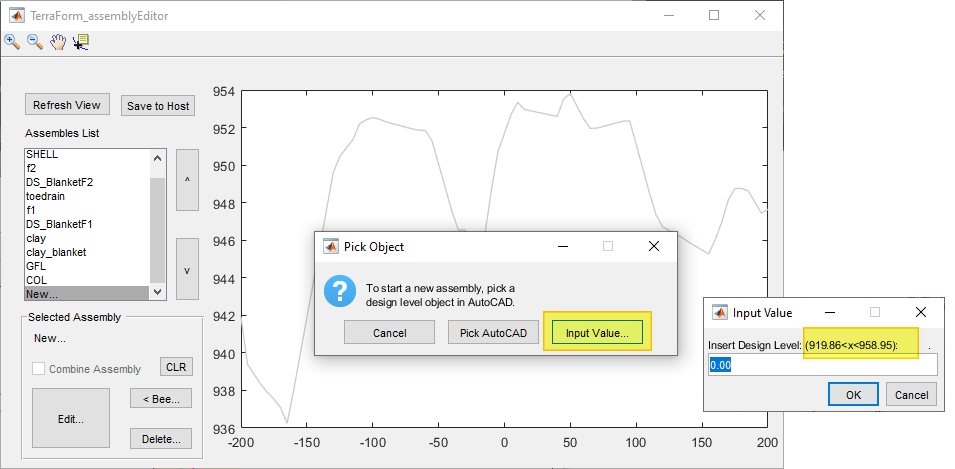 TerraForm_assemblyEditor
Refresh View
Save to Host
Assembles List
SHELL
f2
DS_BlanketF2
toedrain
f1
DS_BlanketF1
clay
clay_blanket
GFL
COL
New...
^
v
Selected Assembly
New...
Combine Assembly
CLR
Edit...
< Bee...
Delete...
954
952
950
948
946
944
942
940
938
936
-200
-150
-100
-50
0
50
100
150
200
Pick Object
To start a new assembly, pick a
design level object in AutoCAD.
Cancel
Pick AutoCAD
Input Value...
Input Value
Insert Design Level: (919.86<x<958.95): .
0.00
OK
Cancel